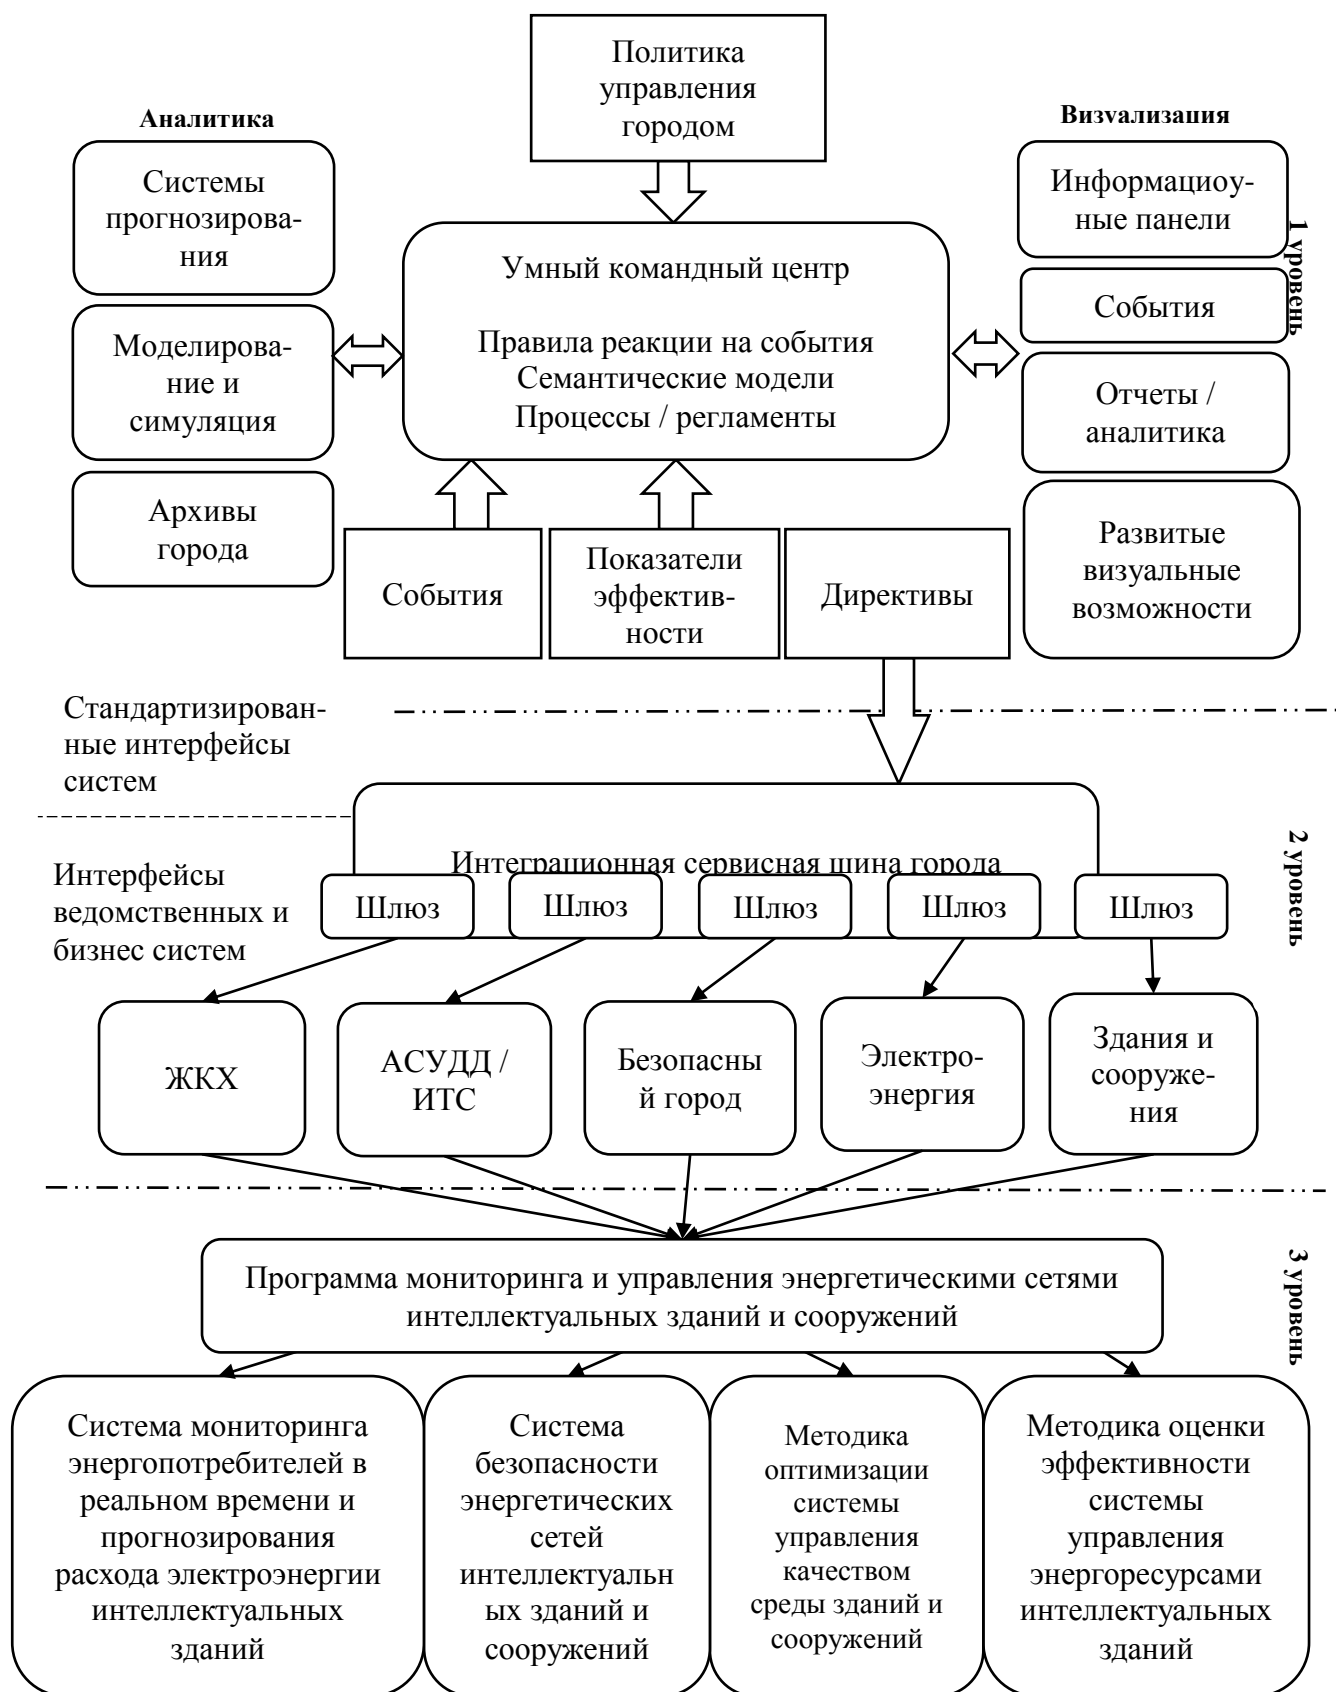 Политика
управления
городом
Аналитика
Визуализация
Системы
прогнозирова-
ния
Моделирова-
ние и
симуляция
Архивы
города
Умный командный центр
Правила реакции на события
Семантические модели
Процессы / регламенты
Информациоу-
ные панели
События
Отчеты /
аналитика
Развитые
визуальные
возможности
1 уровень
События
Показатели
эффектив-
ности
Директивы
Стандартизирован-
ные интерфейсы
систем
Интеграционная сервисная шина города
Интерфейсы
ведомственных и
бизнес систем
Шлюз
Шлюз
Шлюз
Шлюз
Шлюз
2 уровень
ЖКХ
АСУДД /
ИТС
Безопасны
й город
Электро-
энергия
Здания и
сооруже-
ния
Программа мониторинга и управления энергетическими сетями
интеллектуальных зданий и сооружений
3 уровень
Система мониторинга
энергопотребителей в
реальном времени и
прогнозирования
расхода электроэнергии
интеллектуальных
зданий
Система
безопасности
энергетических
сетей
интеллектуальн
ых зданий и
сооружений
Методика
оптимизации
системы
управления
качеством
среды зданий и
сооружений
Методика оценки
эффективности
системы
управления
энергоресурсами
интеллектуальных
зданий